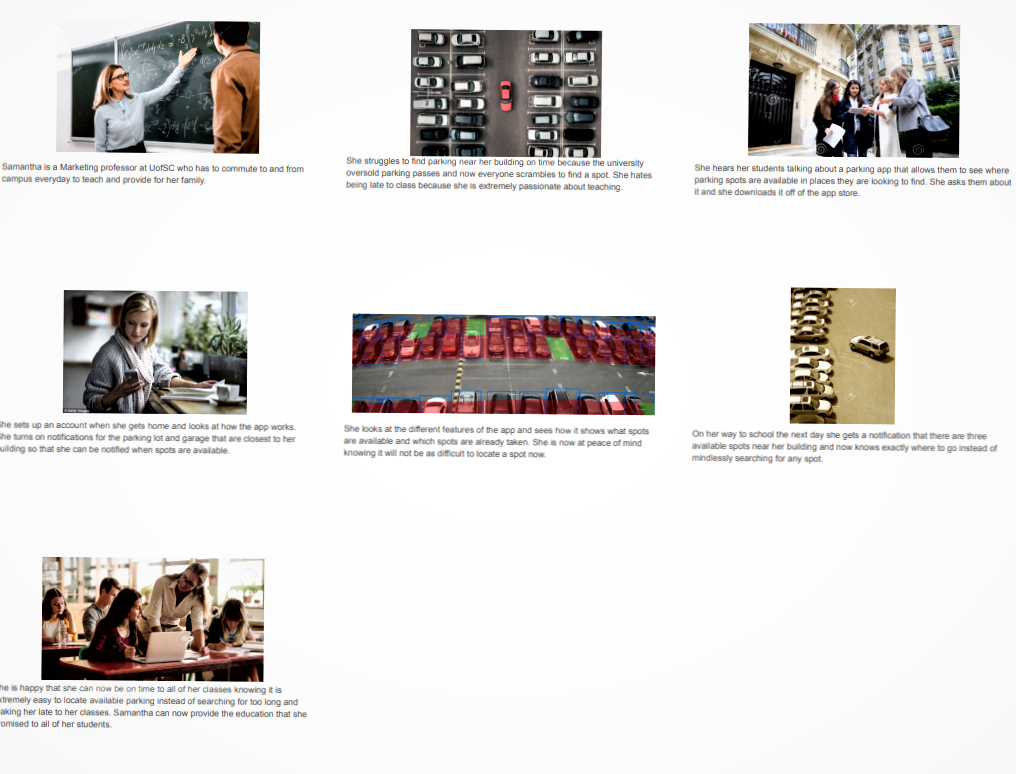 Samantha is a Marketing professor at UofSC who has to commute to and from
campus everyday to teach and provide for her family.
She struggles to find parking near her building on time because the university
oversold parking passes and now everyone scrambles to find a spot. She hates
being late to class because she is extremely passionate about teaching.
She hears her students talking about a parking app that allows them to see where
parking spots are available in places they are looking to find. She asks them about
it and she downloads it off of the app store.
he sets up an account when she gets home and looks at how the app works.
he turns on notifications for the parking lot and garage that are closest to her
uilding so that she can be notified when spots are available.
She looks at the different features of the app and sees how it shows what spots
are available and which spots are already taken. She is now at peace of mind
knowing it will not be as difficult to locate a spot now.
On her way to school the next day she gets a notification that there are three
available spots near her building and now knows exactly where to go instead of
mindlessly searching for any spot.
he is happy that she can now be on time to all of her classes knowing it is
xtremely easy to locate available parking instead of searching for too long and
aking her late to her classes. Samantha can now provide the education that she
romised to all of her students.